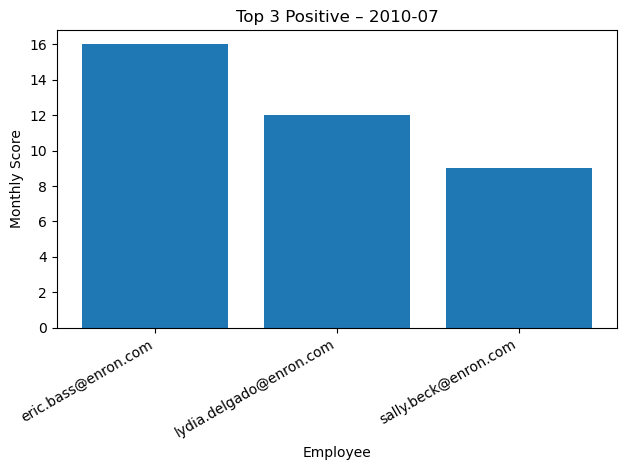 Top 3 Positive – 2010-07
Monthly Score
16
14
12
10
8
6
4
2
0
eric.bass@enron.com
lydia.delgado@enron.com
sally.beck@enron.com
Employee